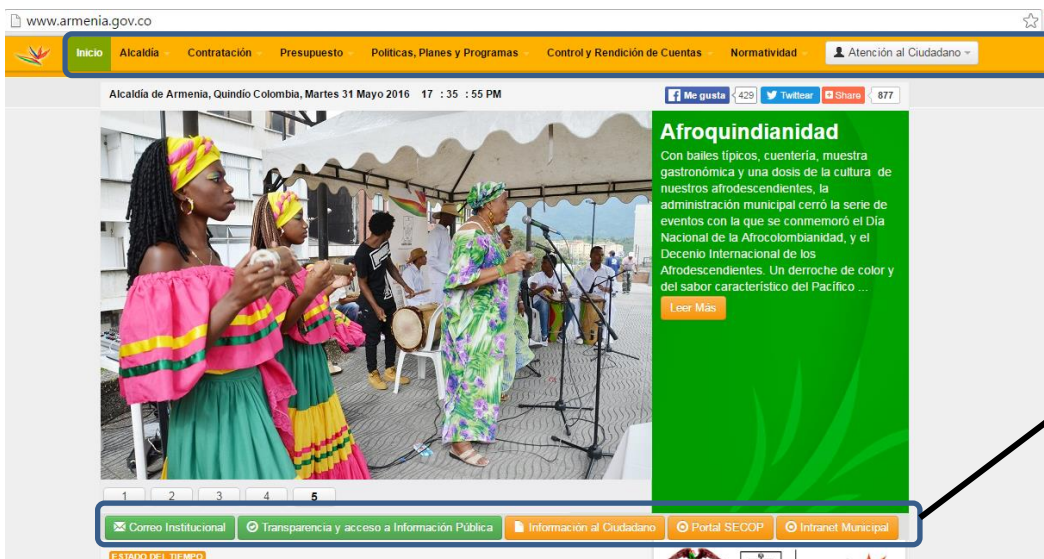 www.armenia.gov.co
Inicio Alcaldía Contratación Presupuesto Politicas, Planes y Programas Control y Rendición de Cuentas Normatividad Atención al Ciudadano
Alcaldía de Armenia, Quindío Colombia, Martes 31 Mayo 2016 17 : 35 : 55 PM
Me gusta 429 Twittear Share 877
Afroquindianidad
Con bailes típicos, cuentería, muestra
gastronómica y una dosis de la cultura de
nuestros afrodescendientes, la
administración municipal cerró la serie de
eventos con la que se conmemoró el Día
Nacional de la Afrocolombianidad, y el
Decenio Internacional de los
Afrodescendientes. Un derroche de color y
del sabor característico del Pacífico ...
Leer Más
1 2 3 4 5
Correo Institucional Transparencia y acceso a Información Pública Información al Ciudadano Portal SECOP Intranet Municipal
ESTADO DEL TIEMPO